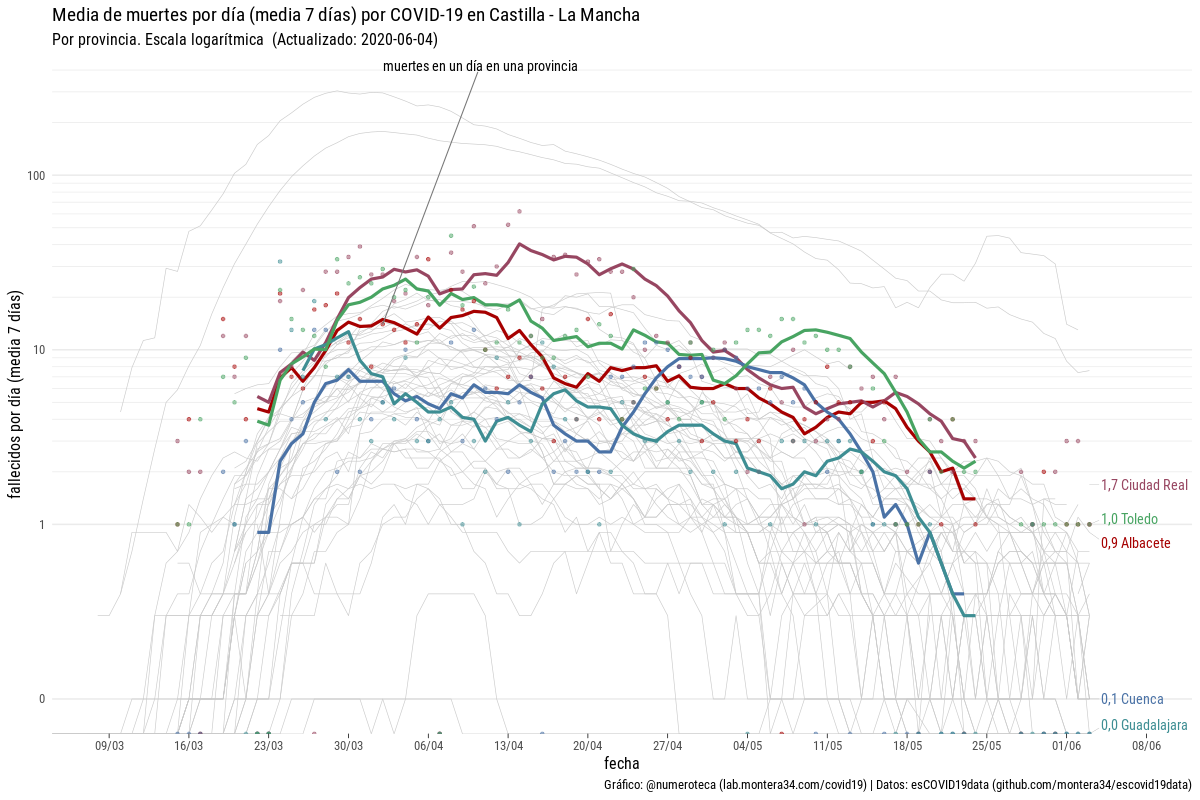 Media de muertes por día (media 7 días) por COVID-19 en Castilla - La Mancha
Por provincia. Escala logarítmica  (Actualizado: 2020-06-04)
muertes en un día en una provincia
fallecidos por día (media  7 días)
100
10
1
0
1,7 Ciudad Real
1,0 Toledo
0,9 Albacete
0,1 Cuenca
0,0 Guadalajara
09/03 16/03 23/03 30/03 06/04 13/04 20/04 27/04 04/05 11/05 18/05 25/05 01/06 08/06
fecha
Gráfico: @numeroteca (lab.montera34.com/covid19) | Datos: esCOVID19data (github.com/montera34/escovid19data)